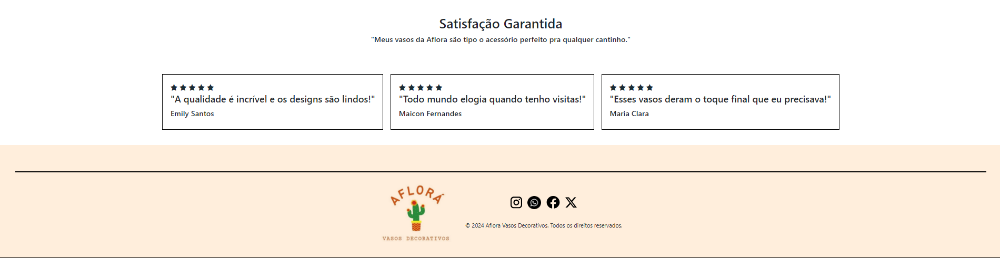 Satisfação Garantida
"Meus vasos da Aflora são tipo o acessório perfeito pra qualquer cantinho."
"A qualidade é incrível e os designs são lindos!"
Emily Santos
"Todo mundo elogia quando tenho visitas!"
Maicon Fernandes
"Esses vasos deram o toque final que eu precisava!"
Maria Clara
AFLORÁ
VASOS DECORATIVOS
© 2024 Aflora Vasos Decorativos. Todos os direitos reservados.